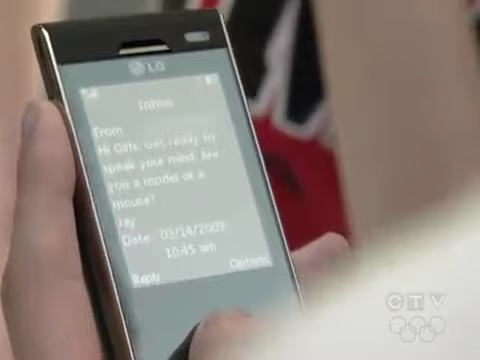 LG
Inbox
From
Hi Girls. Get ready to
speak your mind. Are
you a model or a
mouse?
Jay
Date: 03/14/2009
10:45 am
Reply Options
CTV